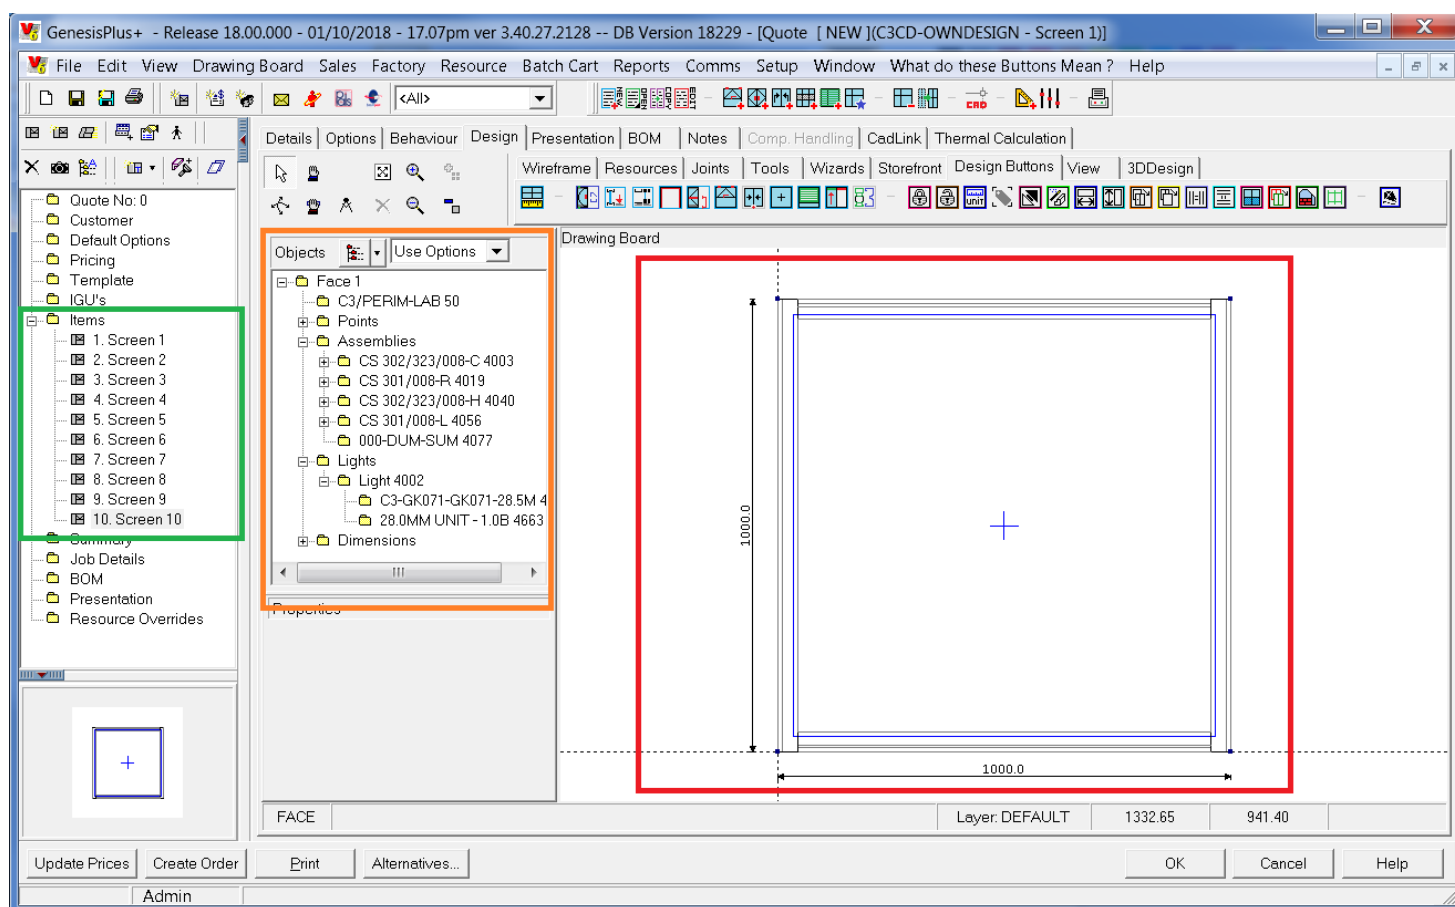 GenesisPlus+ - Release 18.00.000 - 01/10/2018 - 17.07pm ver 3.40.27.2128 -- DB Version 18229 - [Quote [ NEW ](C3CD-OWNDESIGN - Screen 1)]
File Edit View Drawing Board Sales Factory Resource Batch Cart Reports Comms Setup Window What do these Buttons Mean ? Help
<All>
Details Options Behaviour Design Presentation BOM Notes Comp. Handling CadLink Thermal Calculation
Wireframe Resources Joints Tools Wizards Storefront Design Buttons View 3DDesign
Quote No: 0
Customer
Default Options
Pricing
Template
IGU's
Items
1. Screen 1
2. Screen 2
3. Screen 3
4. Screen 4
5. Screen 5
6. Screen 6
7. Screen 7
8. Screen 8
9. Screen 9
10. Screen 10
Summary
Job Details
BOM
Presentation
Resource Overrides
Objects Use Options
Face 1
C3/PERIM-LAB 50
Points
Assemblies
CS 302/323/008-C 4003
CS 301/008-R 4019
CS 302/323/008-H 4040
CS 301/008-L 4056
000-DUM-SUM 4077
Lights
Light 4002
C3-GK071-GK071-28.5M 4
28.0MM UNIT - 1.0B 4663
Dimensions
Properties
Drawing Board
1000.0
1000.0
FACE Layer: DEFAULT 1332.65 941.40
Update Prices Create Order Print Alternatives... OK Cancel Help
Admin